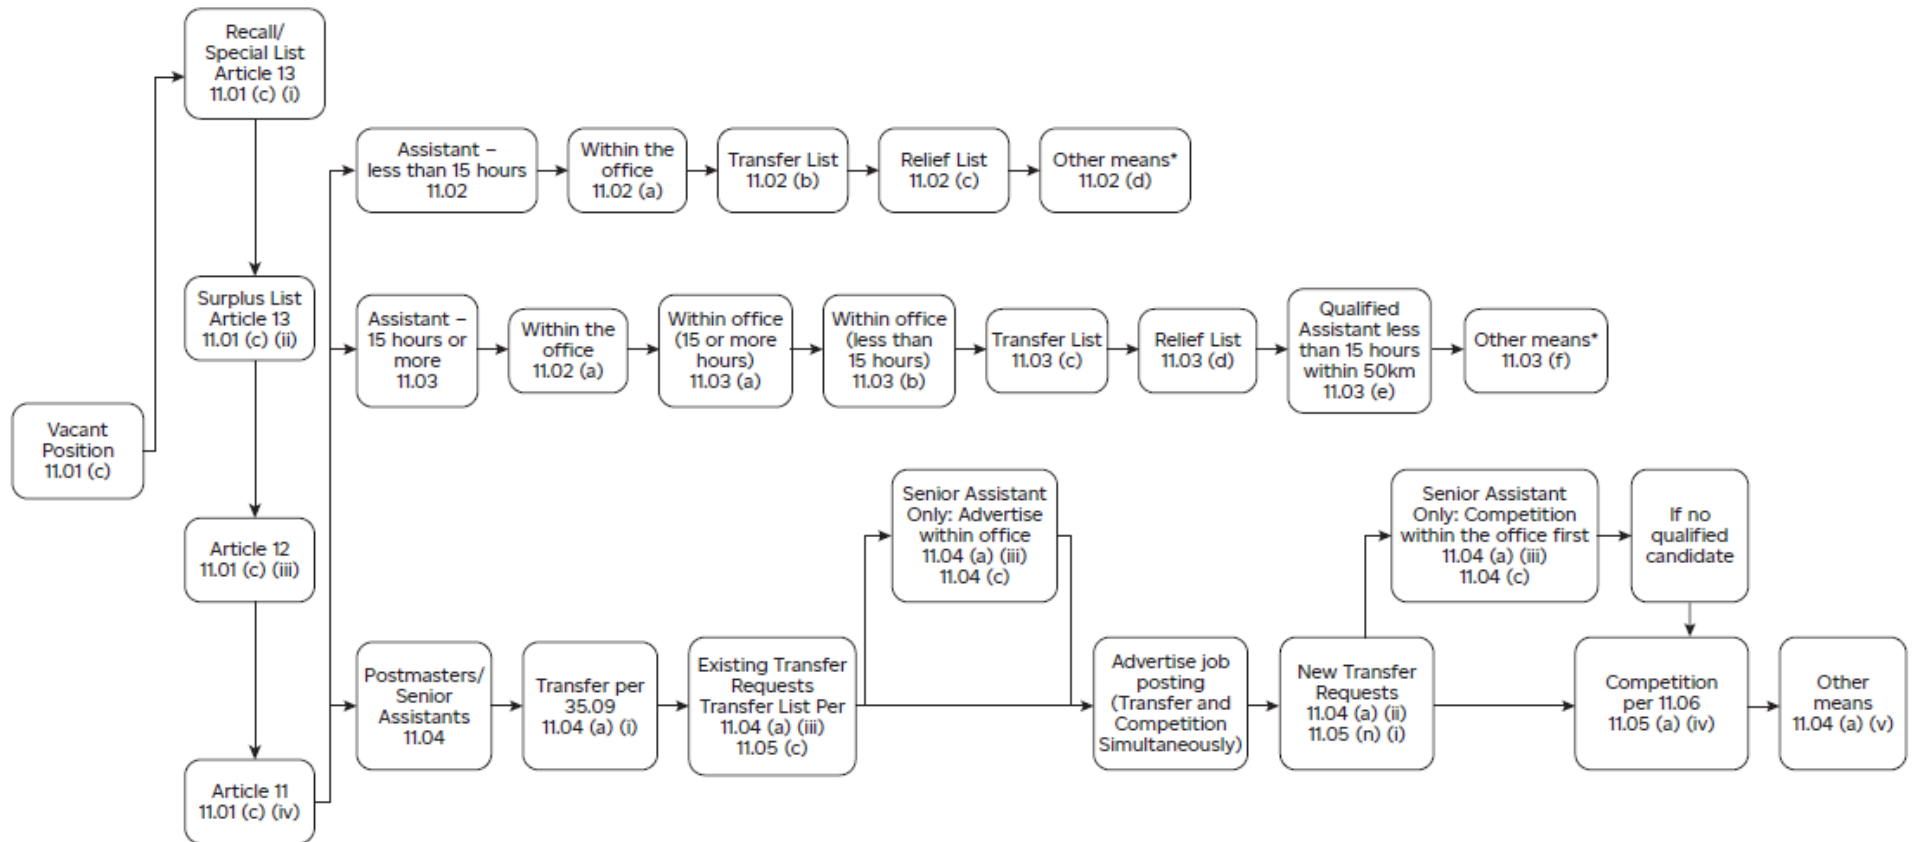 Recall/
Special List
Article 13
11.01 (c) (i)
Surplus List
Article 13
11.01 (c) (ii)
Vacant
Position
11.01 (c)
Article 12
11.01 (c) (iii)
Article 11
11.01 (c) (iv)
Assistant –
less than 15 hours
11.02
Within the
office
11.02 (a)
Transfer List
11.02 (b)
Relief List
11.02 (c)
Other means*
11.02 (d)
Assistant –
15 hours or
more
11.03
Within the
office
11.02 (a)
Within office
(15 or more
hours)
11.03 (a)
Within office
(less than
15 hours)
11.03 (b)
Transfer List
11.03 (c)
Relief List
11.03 (d)
Qualified
Assistant less
than 15 hours
within 50km
11.03 (e)
Other means*
11.03 (f)
Postmasters/
Senior
Assistants
11.04
Transfer per
35.09
11.04 (a) (i)
Existing Transfer
Requests
Transfer List Per
11.04 (a) (iii)
11.05 (c)
Senior Assistant
Only: Advertise
within office
11.04 (a) (iii)
11.04 (c)
Advertise job
posting
(Transfer and
Competition
Simultaneously)
New Transfer
Requests
11.04 (a) (ii)
11.05 (n) (i)
Senior Assistant
Only: Competition
within the office first
11.04 (a) (iii)
11.04 (c)
If no
qualified
candidate
Competition
per 11.06
11.05 (a) (iv)
Other
means
11.04 (a) (v)